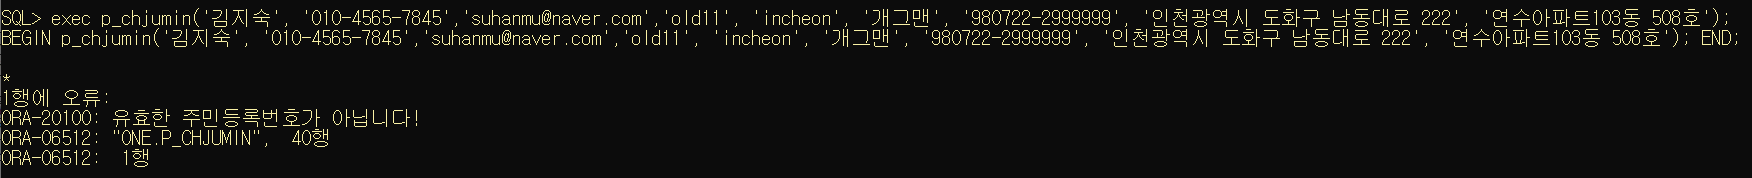 SQL> exec p_chjumin('김지숙', '010-4565-7845','suhanmu@naver.com','old11', 'incheon', '개그맨', '980722-2999999', '인천광역시 도화구 남동대로 222', '연수아파트103동 508호');
BEGIN p_chjumin('김지숙', '010-4565-7845','suhanmu@naver.com','old11', 'incheon', '개그맨', '980722-2999999', '인천광역시 도화구 남동대로 222', '연수아파트103동 508호'); END;
*
1행에 오류:
ORA-20100: 유효한 주민등록번호가 아닙니다!
ORA-06512: "ONE.P_CHJUMIN",  40행
ORA-06512:  1행